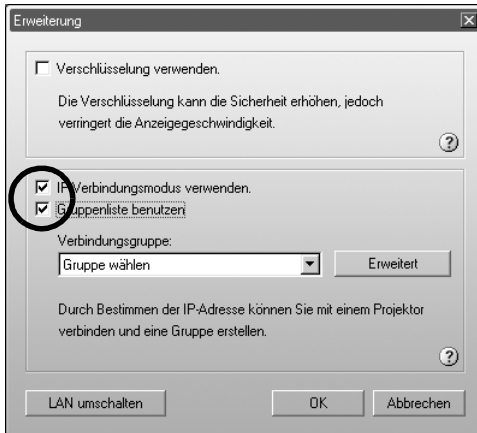 Erweiterung
Verschlüsselung verwenden.
Die Verschlüsselung kann die Sicherheit erhöhen, jedoch
verringert die Anzeigegeschwindigkeit.
?
IP-Verbindungsmodus verwenden.
Gruppenliste benutzen
Verbindungsgruppe:
Gruppe wählen
Erweitert
Durch Bestimmen der IP-Adresse können Sie mit einem Projektor
verbinden und eine Gruppe erstellen.
?
LAN umschalten
OK
Abbrechen